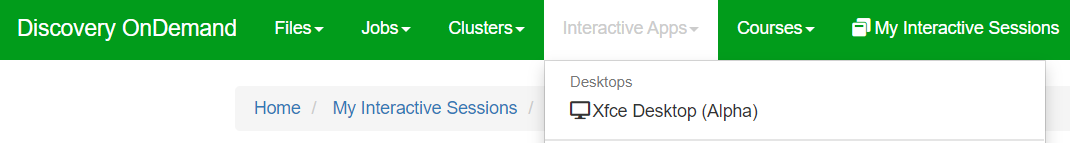 Discovery OnDemand Files Jobs Clusters Interactive Apps Courses My Interactive Sessions
Desktops
Home / My Interactive Sessions /
Xfce Desktop (Alpha)